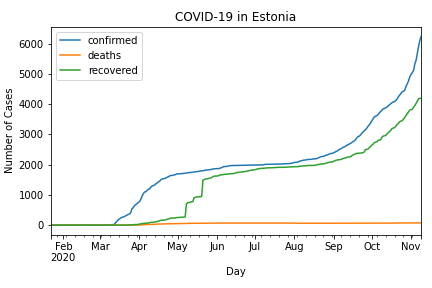 COVID-19 in Estonia
confirmed
deaths
recovered
Number of Cases
6000
5000
4000
3000
2000
1000
0
Feb Mar Apr May Jun Jul Aug Sep Oct Nov
2020
Day